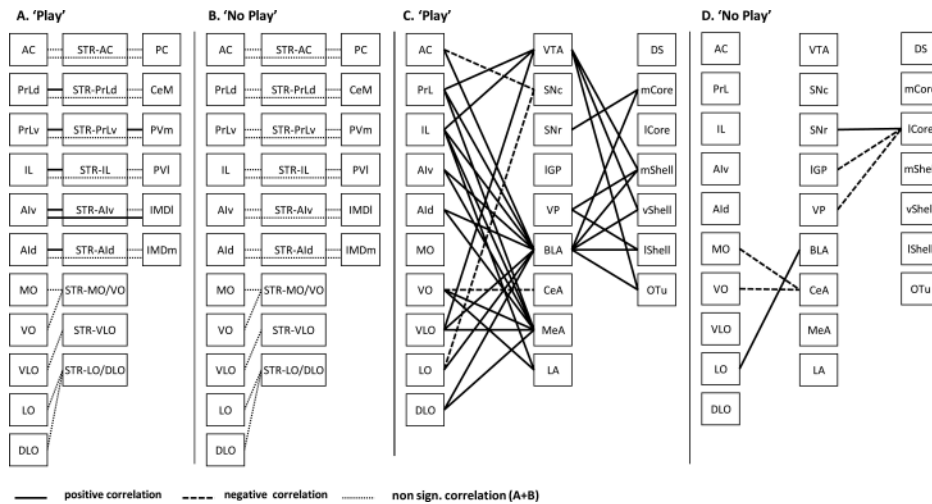 A. 'Play'
AC STR-AC PC
PrLd STR-PrLd CeM
PrLv STR-PrLv PVm
IL STR-IL PVl
AIv STR-AIv IMDl
AId STR-AId IMDm
MO STR-MO/VO
VO STR-VLO
VLO STR-LO/DLO
LO
DLO
B. 'No Play'
AC STR-AC PC
PrLd STR-PrLd CeM
PrLv STR-PrLv PVm
IL STR-IL PVl
AIv STR-AIv IMDl
AId STR-AId IMDm
MO STR-MO/VO
VO STR-VLO
VLO STR-LO/DLO
LO
DLO
C. 'Play'
AC VTA DS
PrL SNc mCore
IL SNr lCore
AIv lGP mShell
AId VP vShell
MO BLA lShell
VO CeA OTu
VLO MeA
LO LA
DLO
D. 'No Play'
AC VTA DS
PrL SNc mCore
IL SNr lCore
AIv lGP mShell
AId VP vShell
MO BLA lShell
VO CeA OTu
VLO MeA
LO LA
DLO
positive correlation negative correlation non sign. correlation (A+B)